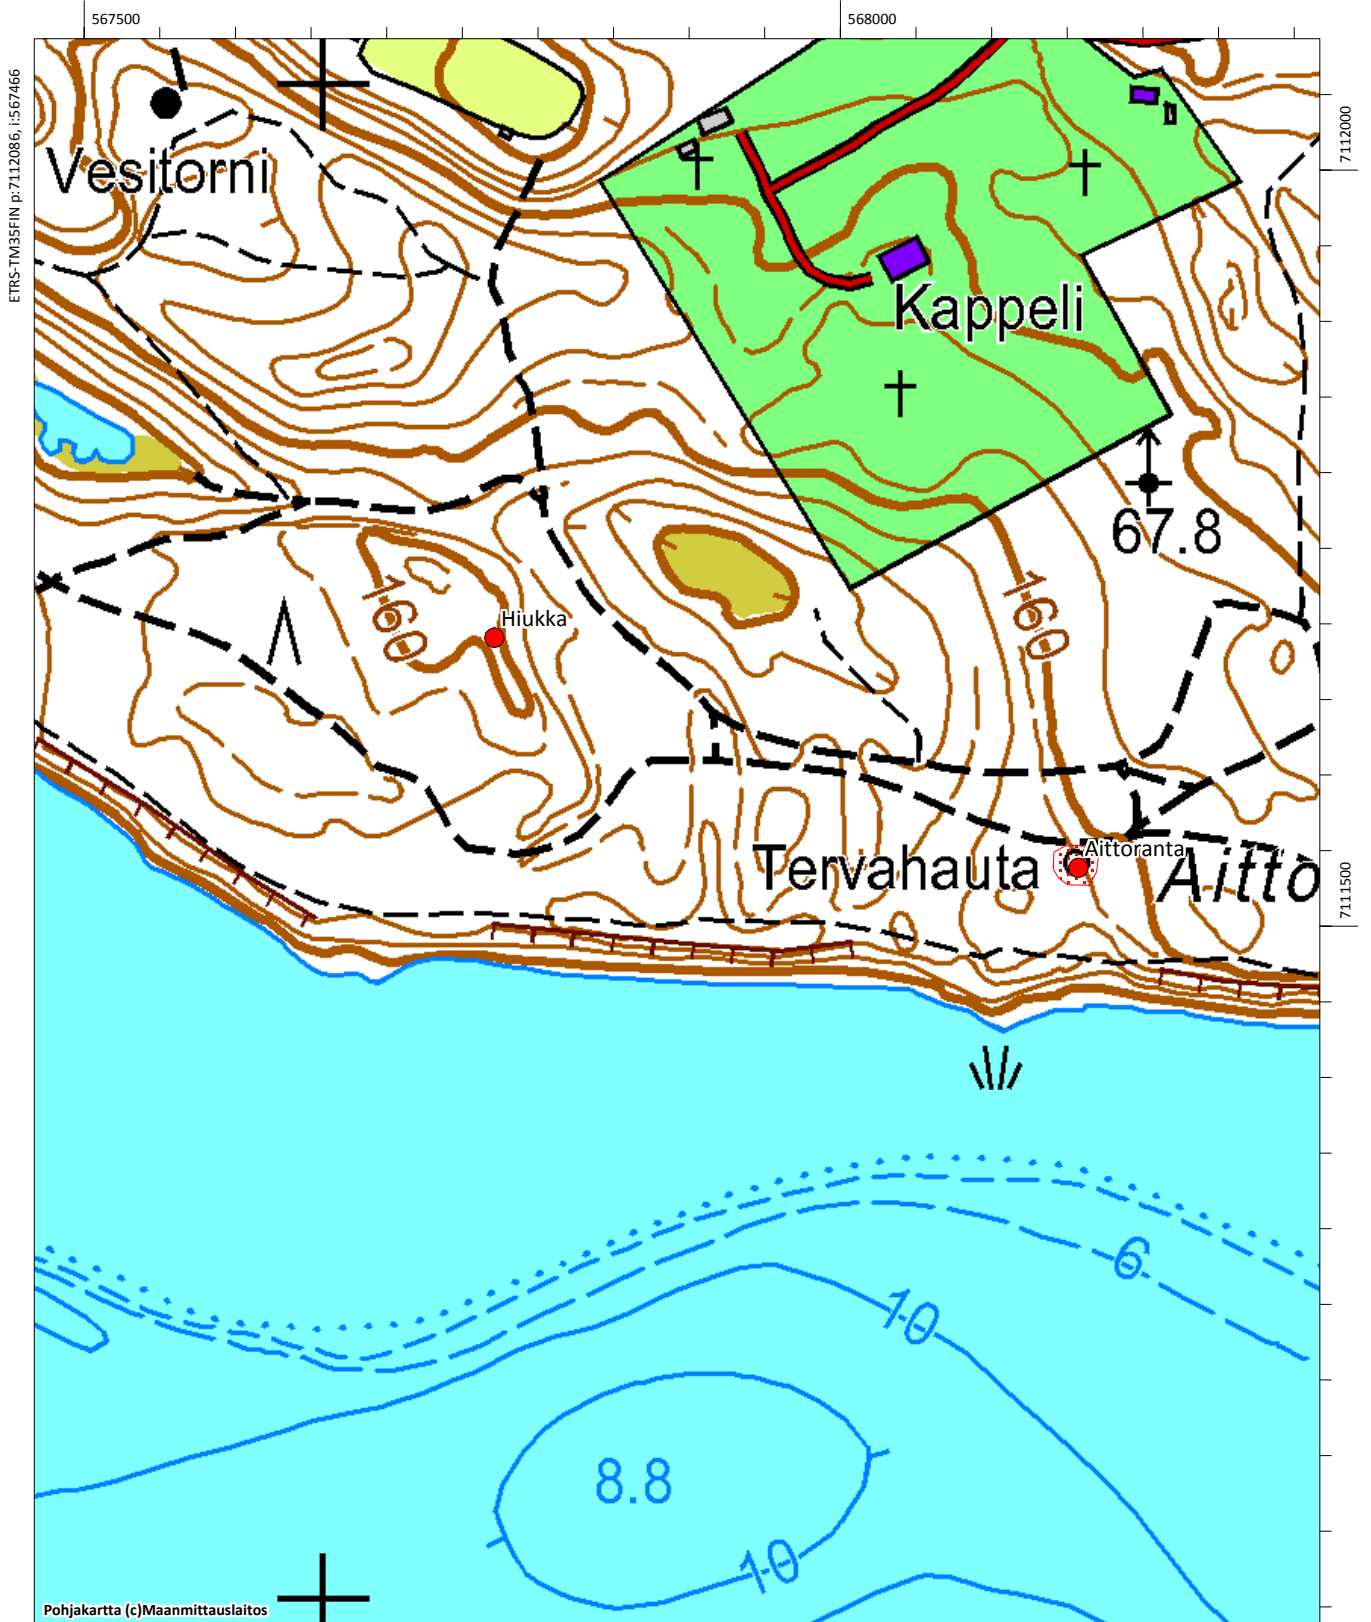 567500
568000
ETRS-TM35FIN p:7112086, i:567466
7112000
Vesitorni
Kappeli
67.8
160
160
Hiukka
Tervahauta
Aittoranta
Aitto
7111500
6
10
8.8
10
Pohjakartta (c)Maanmittauslaitos